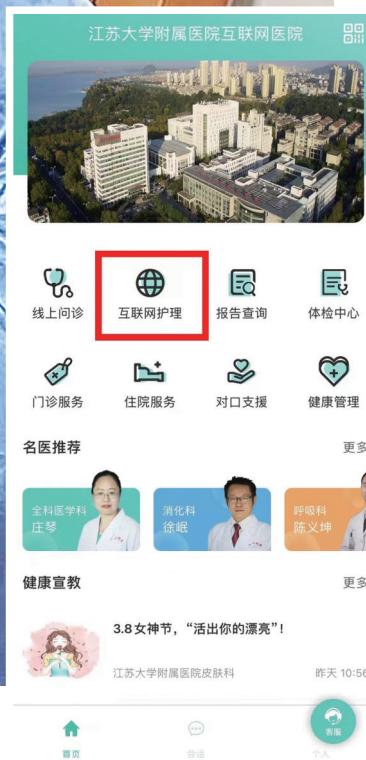 江苏大学附属医院互联网医院
线上问诊
互联网护理
报告查询
体检中心
门诊服务
住院服务
对口支援
健康管理
名医推荐
更多
全科医学科
庄琴
消化科
徐岷
呼吸科
陈义坤
健康宣教
更多
3.8女神节，“活出你的漂亮”！
江苏大学附属医院皮肤科
昨天 10:56
客服
首页
会话
个人